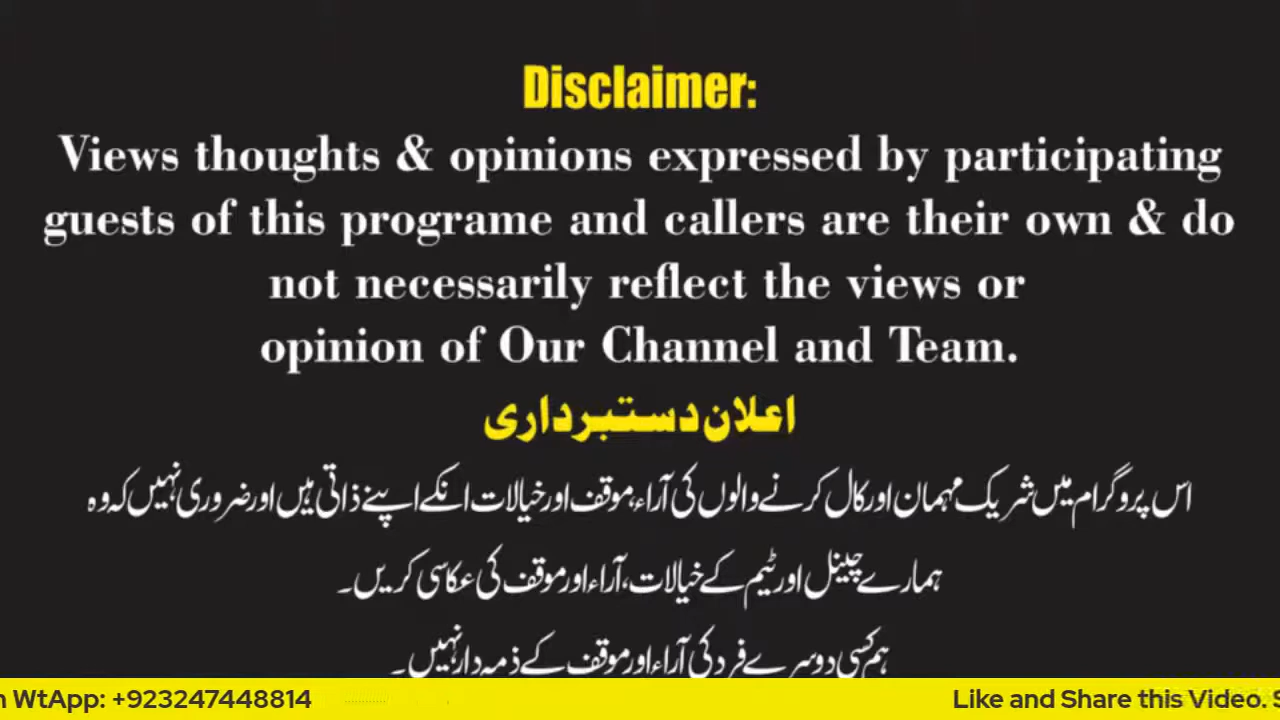 Disclaimer:
Views thoughts & opinions expressed by participating
guests of this programe and callers are their own & do
not necessarily reflect the views or
opinion of Our Channel and Team.
اعلان دستبرداری
اس پروگرام میں شریک مہمان اور کال کرنے والوں کی آراء، موقف اور خیالات انکے اپنے ذاتی ہیں اور ضروری نہیں کہ وہ
ہمارے چینل اور ٹیم کے خیالات، آراء اور موقف کی عکاسی کریں۔
ہم کسی دوسرے فرد کی آراء اور موقف کے ذمہ دار نہیں۔
WtApp: +923247448814 Like and Share this Video.